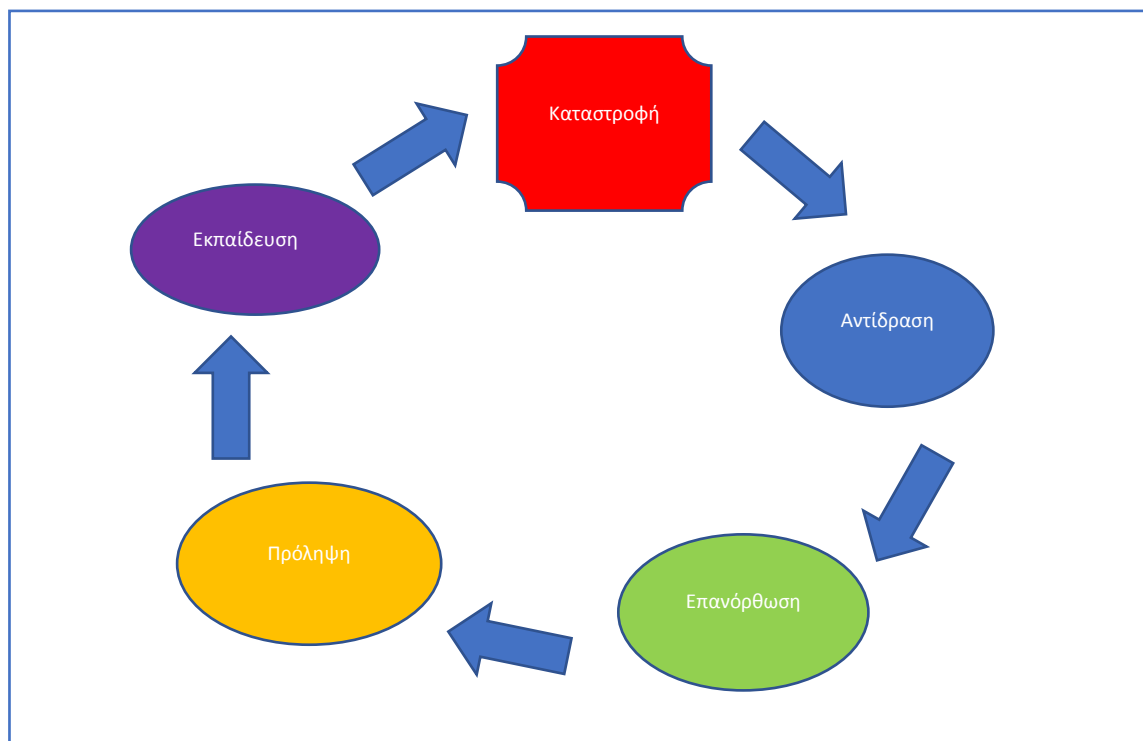 Καταστροφή
Αντίδραση
Επανόρθωση
Πρόληψη
Εκπαίδευση